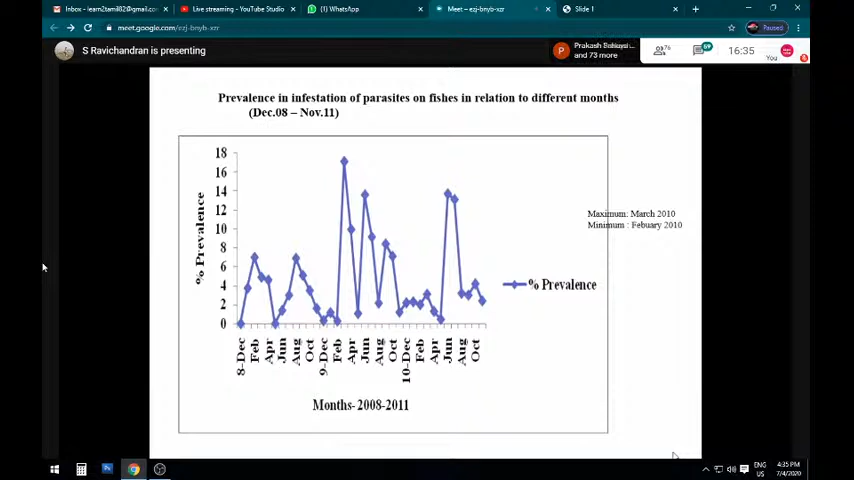 Inbox - learn2tamil82@gmail.co
Live streaming - YouTube Studio
(1) WhatsApp
Meet – ezj-bnyb-xzr
Slide 1
meet.google.com/ezj-bnyb-xzr
Paused
S Ravichandran is presenting
P
Prakash
and 73 more
76
59
16:35
You
Prevalence in infestation of parasites on fishes in relation to different months
(Dec.08 – Nov.11)
18
16
14
12
10
8
6
4
2
0
% Prevalence
Maximum: March 2010
Minimum : Febuary 2010
% Prevalence
8-Dec
Feb
Apr
Jun
Aug
Oct
9-Dec
Feb
Apr
Jun
Aug
Oct
10-Dec
Feb
Apr
Jun
Aug
Oct
Months- 2008-2011
ENG
US
4:35 PM
7/4/2020